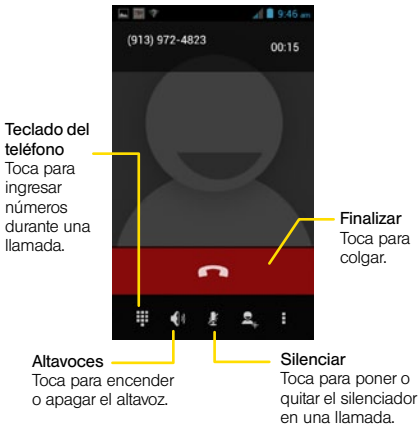 9:46 am
(913) 972-4823
00:15
Teclado del
teléfono
Toca para
ingresar
números
durante una
llamada.
Finalizar
Toca para
colgar.
Altavoces
Toca para encender
o apagar el altavoz.
Silenciar
Toca para poner o
quitar el silenciador
en una llamada.